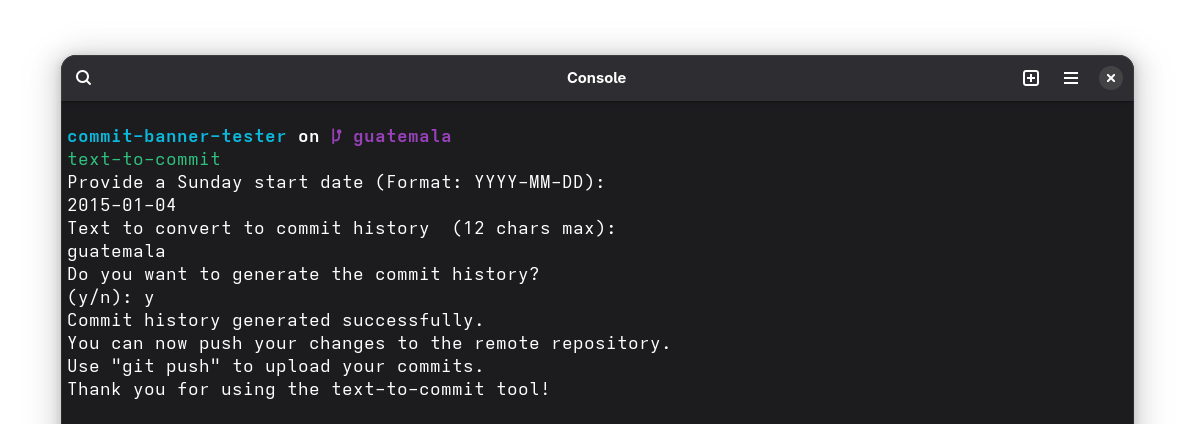 Console
commit-banner-tester on guatemala
text-to-commit
Provide a Sunday start date (Format: YYYY-MM-DD):
2015-01-04
Text to convert to commit history  (12 chars max):
guatemala
Do you want to generate the commit history?
(y/n): y
Commit history generated successfully.
You can now push your changes to the remote repository.
Use "git push" to upload your commits.
Thank you for using the text-to-commit tool!